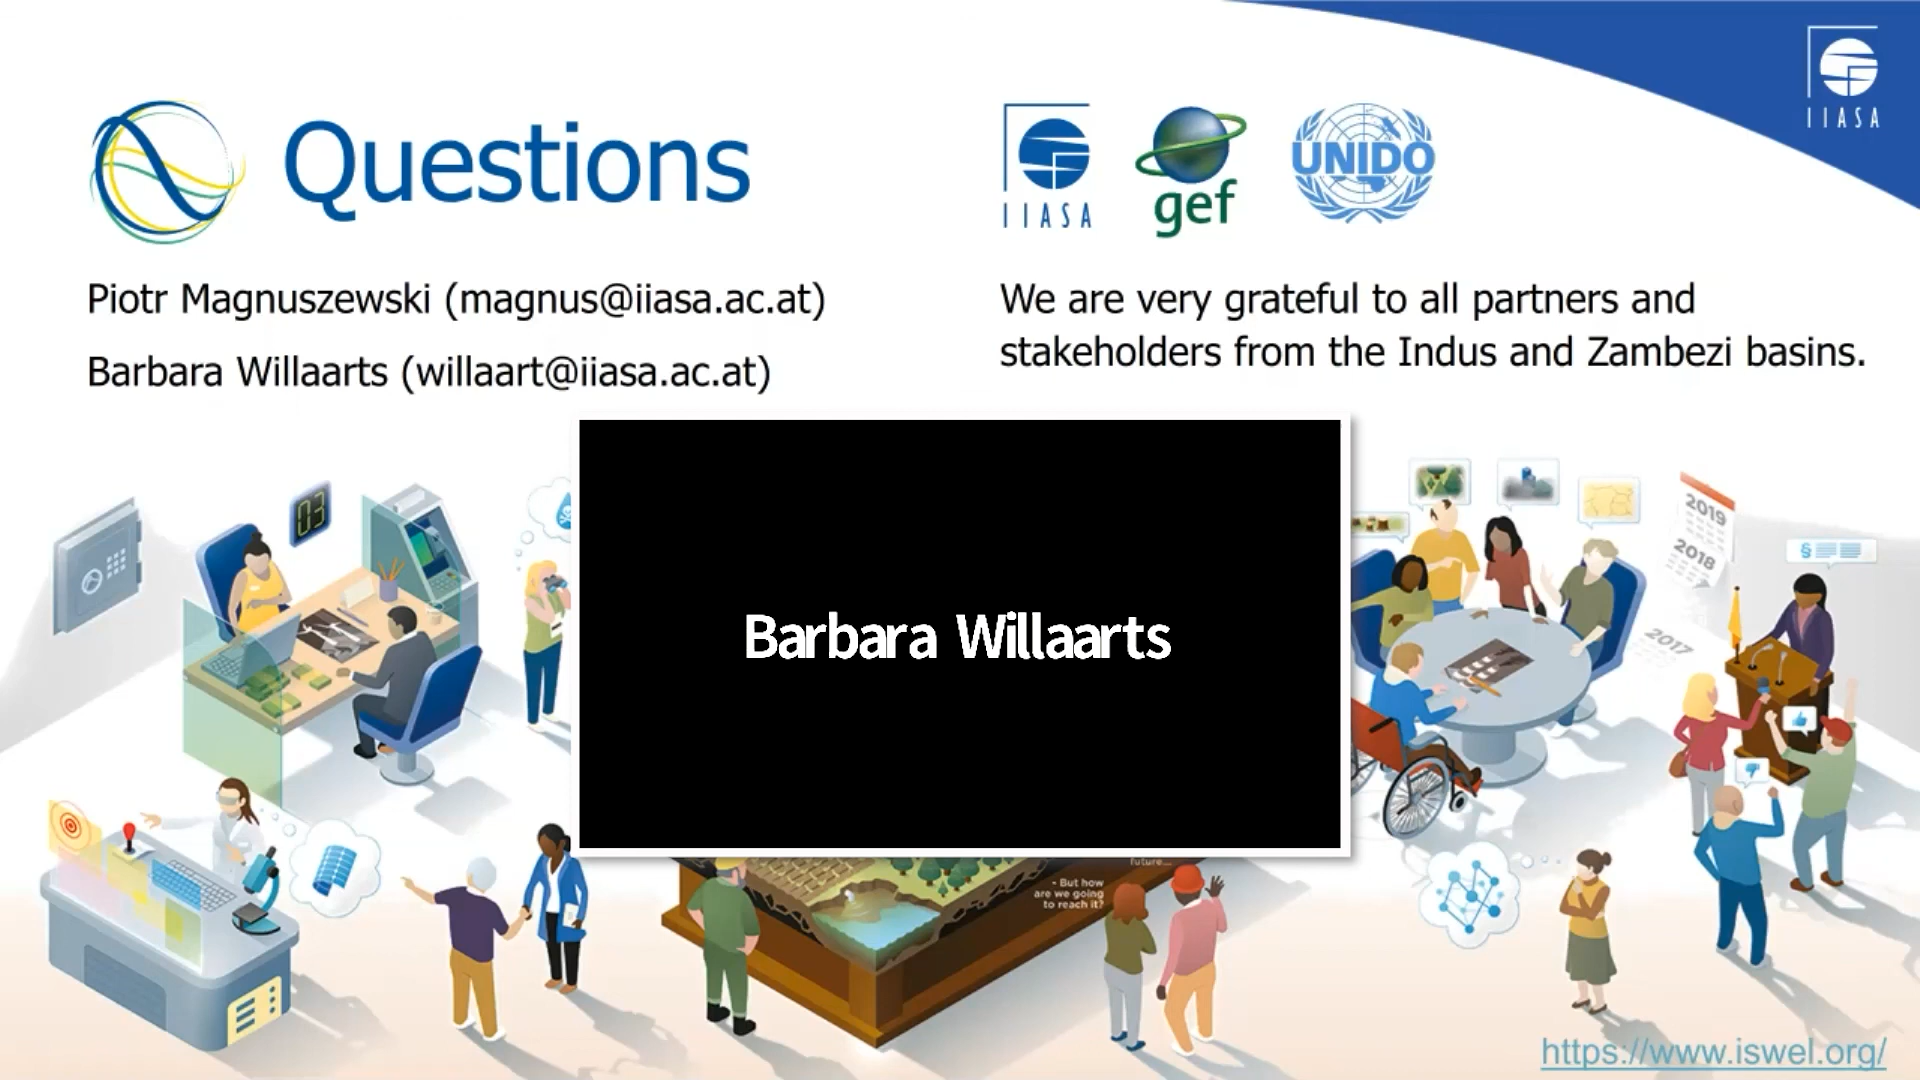 IIASA
Questions
IIASA
gef
UNIDO
Piotr Magnuszewski (magnus@iiasa.ac.at)
Barbara Willaarts (willaart@iiasa.ac.at)
We are very grateful to all partners and
stakeholders from the Indus and Zambezi basins.
03
2019
2018
2017
§
Barbara Willaarts
future...
- But how
are we going
to reach it?
https://www.iswel.org/